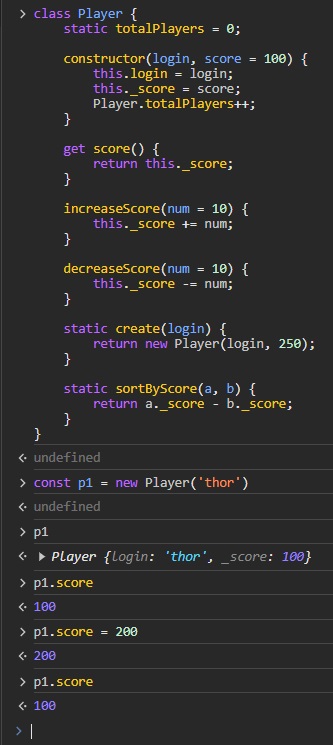 > class Player {
    static totalPlayers = 0;

    constructor(login, score = 100) {
        this.login = login;
        this._score = score;
        Player.totalPlayers++;
    }

    get score() {
        return this._score;
    }

    increaseScore(num = 10) {
        this._score += num;
    }

    decreaseScore(num = 10) {
        this._score -= num;
    }

    static create(login) {
        return new Player(login, 250);
    }

    static sortByScore(a, b) {
        return a._score - b._score;
    }
}
undefined
> const p1 = new Player('thor')
undefined
> p1
Player {login: 'thor', _score: 100}
> p1.score
100
> p1.score = 200
200
> p1.score
100
>